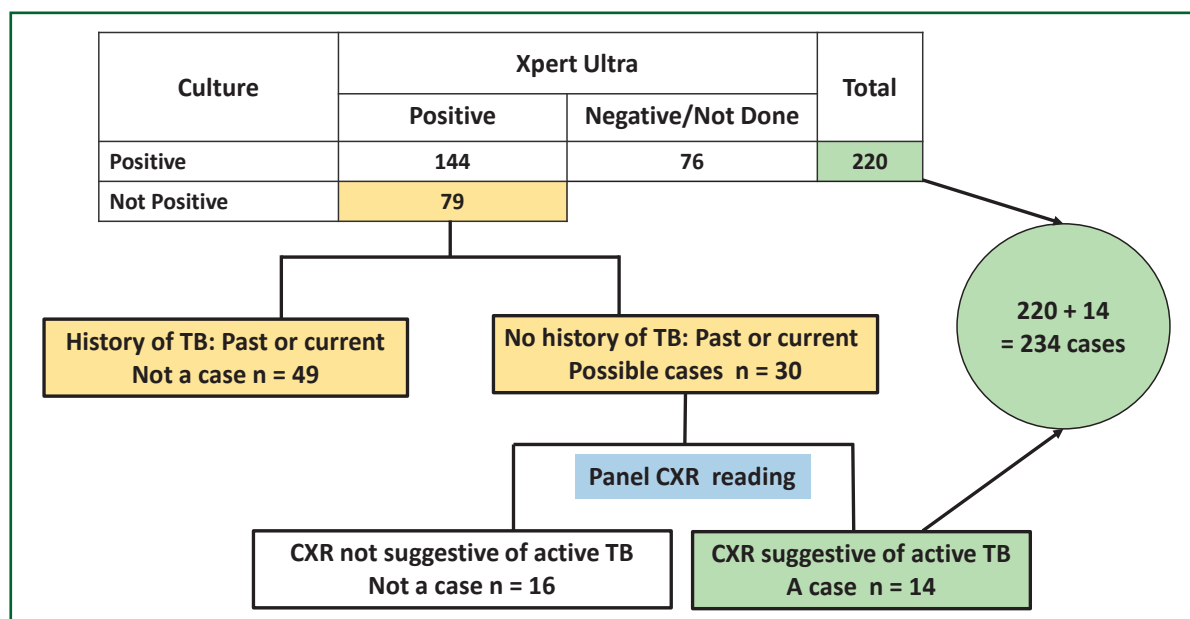 Culture
Xpert Ultra
Total
Positive
Negative/Not Done
Positive
144
76
220
Not Positive
79
History of TB: Past or current
Not a case n = 49
No history of TB: Past or current
Possible cases n = 30
220 + 14
= 234 cases
Panel CXR reading
CXR not suggestive of active TB
Not a case n = 16
CXR suggestive of active TB
A case n = 14